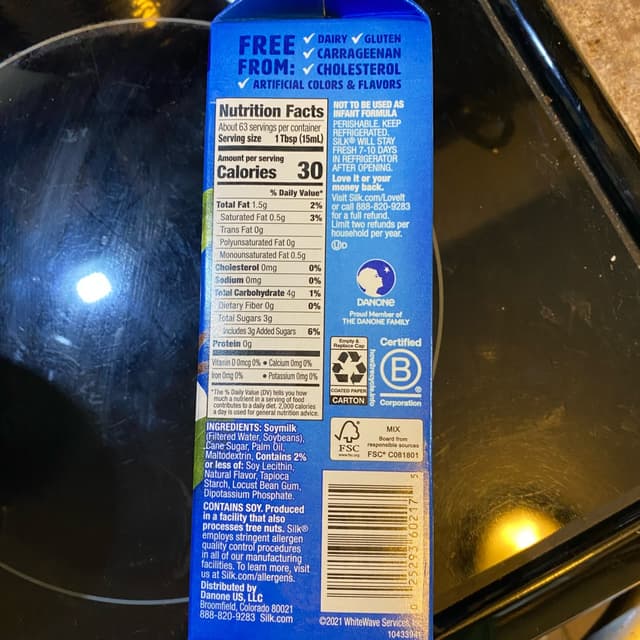 FREE FROM:
✓ DAIRY ✓ GLUTEN
✓ CARRAGEENAN
✓ CHOLESTEROL
✓ ARTIFICIAL COLORS & FLAVORS
Nutrition Facts
About 63 servings per container
Serving size 1 Tbsp (15mL)
Amount per serving
Calories 30
% Daily Value*
Total Fat 1.5g 2%
Saturated Fat 0.5g 3%
Trans Fat 0g
Polyunsaturated Fat 0g
Monounsaturated Fat 0.5g
Cholesterol 0mg 0%
Sodium 0mg 0%
Total Carbohydrate 4g 1%
Dietary Fiber 0g 0%
Total Sugars 3g
Includes 3g Added Sugars 6%
Protein 0g
Vitamin D 0mcg 0% • Calcium 0mg 0%
Iron 0mg 0% • Potassium 0mg 0%
*The % Daily Value (DV) tells you how
much a nutrient in a serving of food
contributes to a daily diet. 2,000 calories
a day is used for general nutrition advice.
INGREDIENTS: Soymilk
(Filtered Water, Soybeans),
Cane Sugar, Palm Oil,
Maltodextrin, Contains 2%
or less of: Soy Lecithin,
Natural Flavor, Tapioca
Starch, Locust Bean Gum,
Dipotassium Phosphate.
CONTAINS SOY. Produced
in a facility that also
processes tree nuts. Silk®
employs stringent allergen
quality control procedures
in all of our manufacturing
facilities. To learn more, visit
us at Silk.com/allergens.
Distributed by
Danone US, LLC
Broomfield, Colorado 80021
888-820-9283 Silk.com
NOT TO BE USED AS
INFANT FORMULA
PERISHABLE. KEEP
REFRIGERATED.
SILK® WILL STAY
FRESH 7-10 DAYS
IN REFRIGERATOR
AFTER OPENING.
Love it or your
money back.
Visit Silk.com/LoveIt
or call 888-820-9283
for a full refund.
Limit two refunds per
household per year.
UD
DANONE
Proud Member of
THE DANONE FAMILY
Empty &
Replace Cap
COATED PAPER
CARTON
how2recycle.info
Certified
B
®
Corporation
FSC
www.fsc.org
MIX
Board from
responsible sources
FSC® C081801
0 25293 60217 5
©2021 WhiteWave Services, Inc.